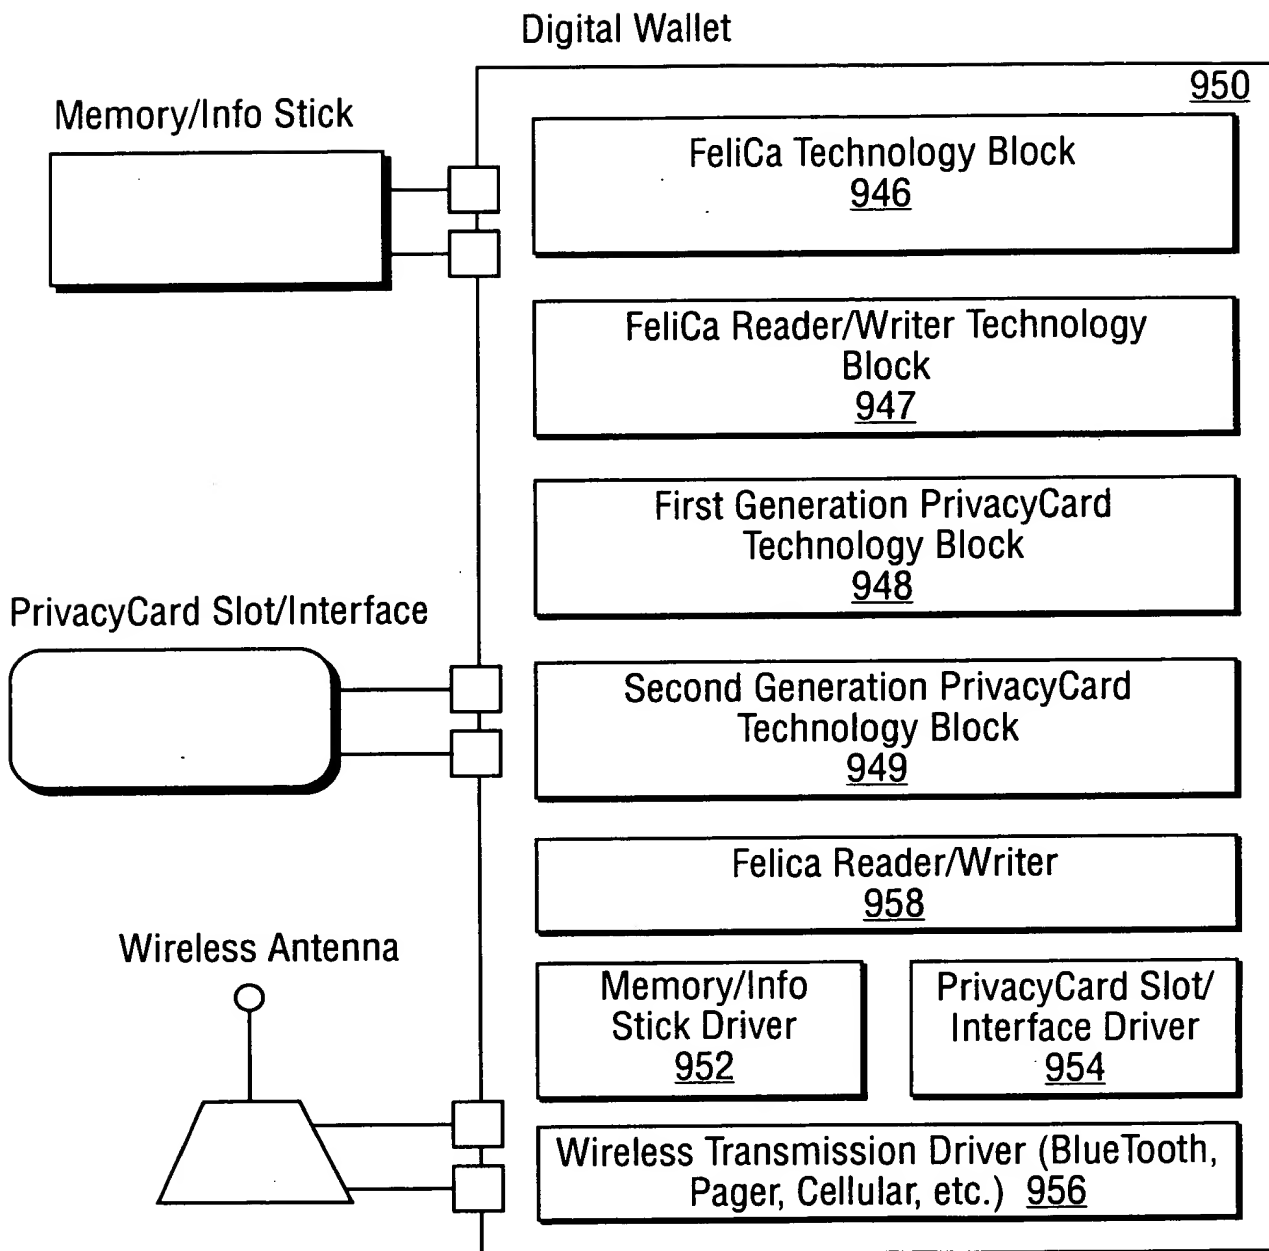 Digital Wallet
950
Memory/Info Stick
FeliCa Technology Block
946
FeliCa Reader/Writer Technology
Block
947
First Generation PrivacyCard
Technology Block
948
PrivacyCard Slot/Interface
Second Generation PrivacyCard
Technology Block
949
Felica Reader/Writer
958
Wireless Antenna
Memory/Info
Stick Driver
952
PrivacyCard Slot/
Interface Driver
954
Wireless Transmission Driver (BlueTooth,
Pager, Cellular, etc.) 956